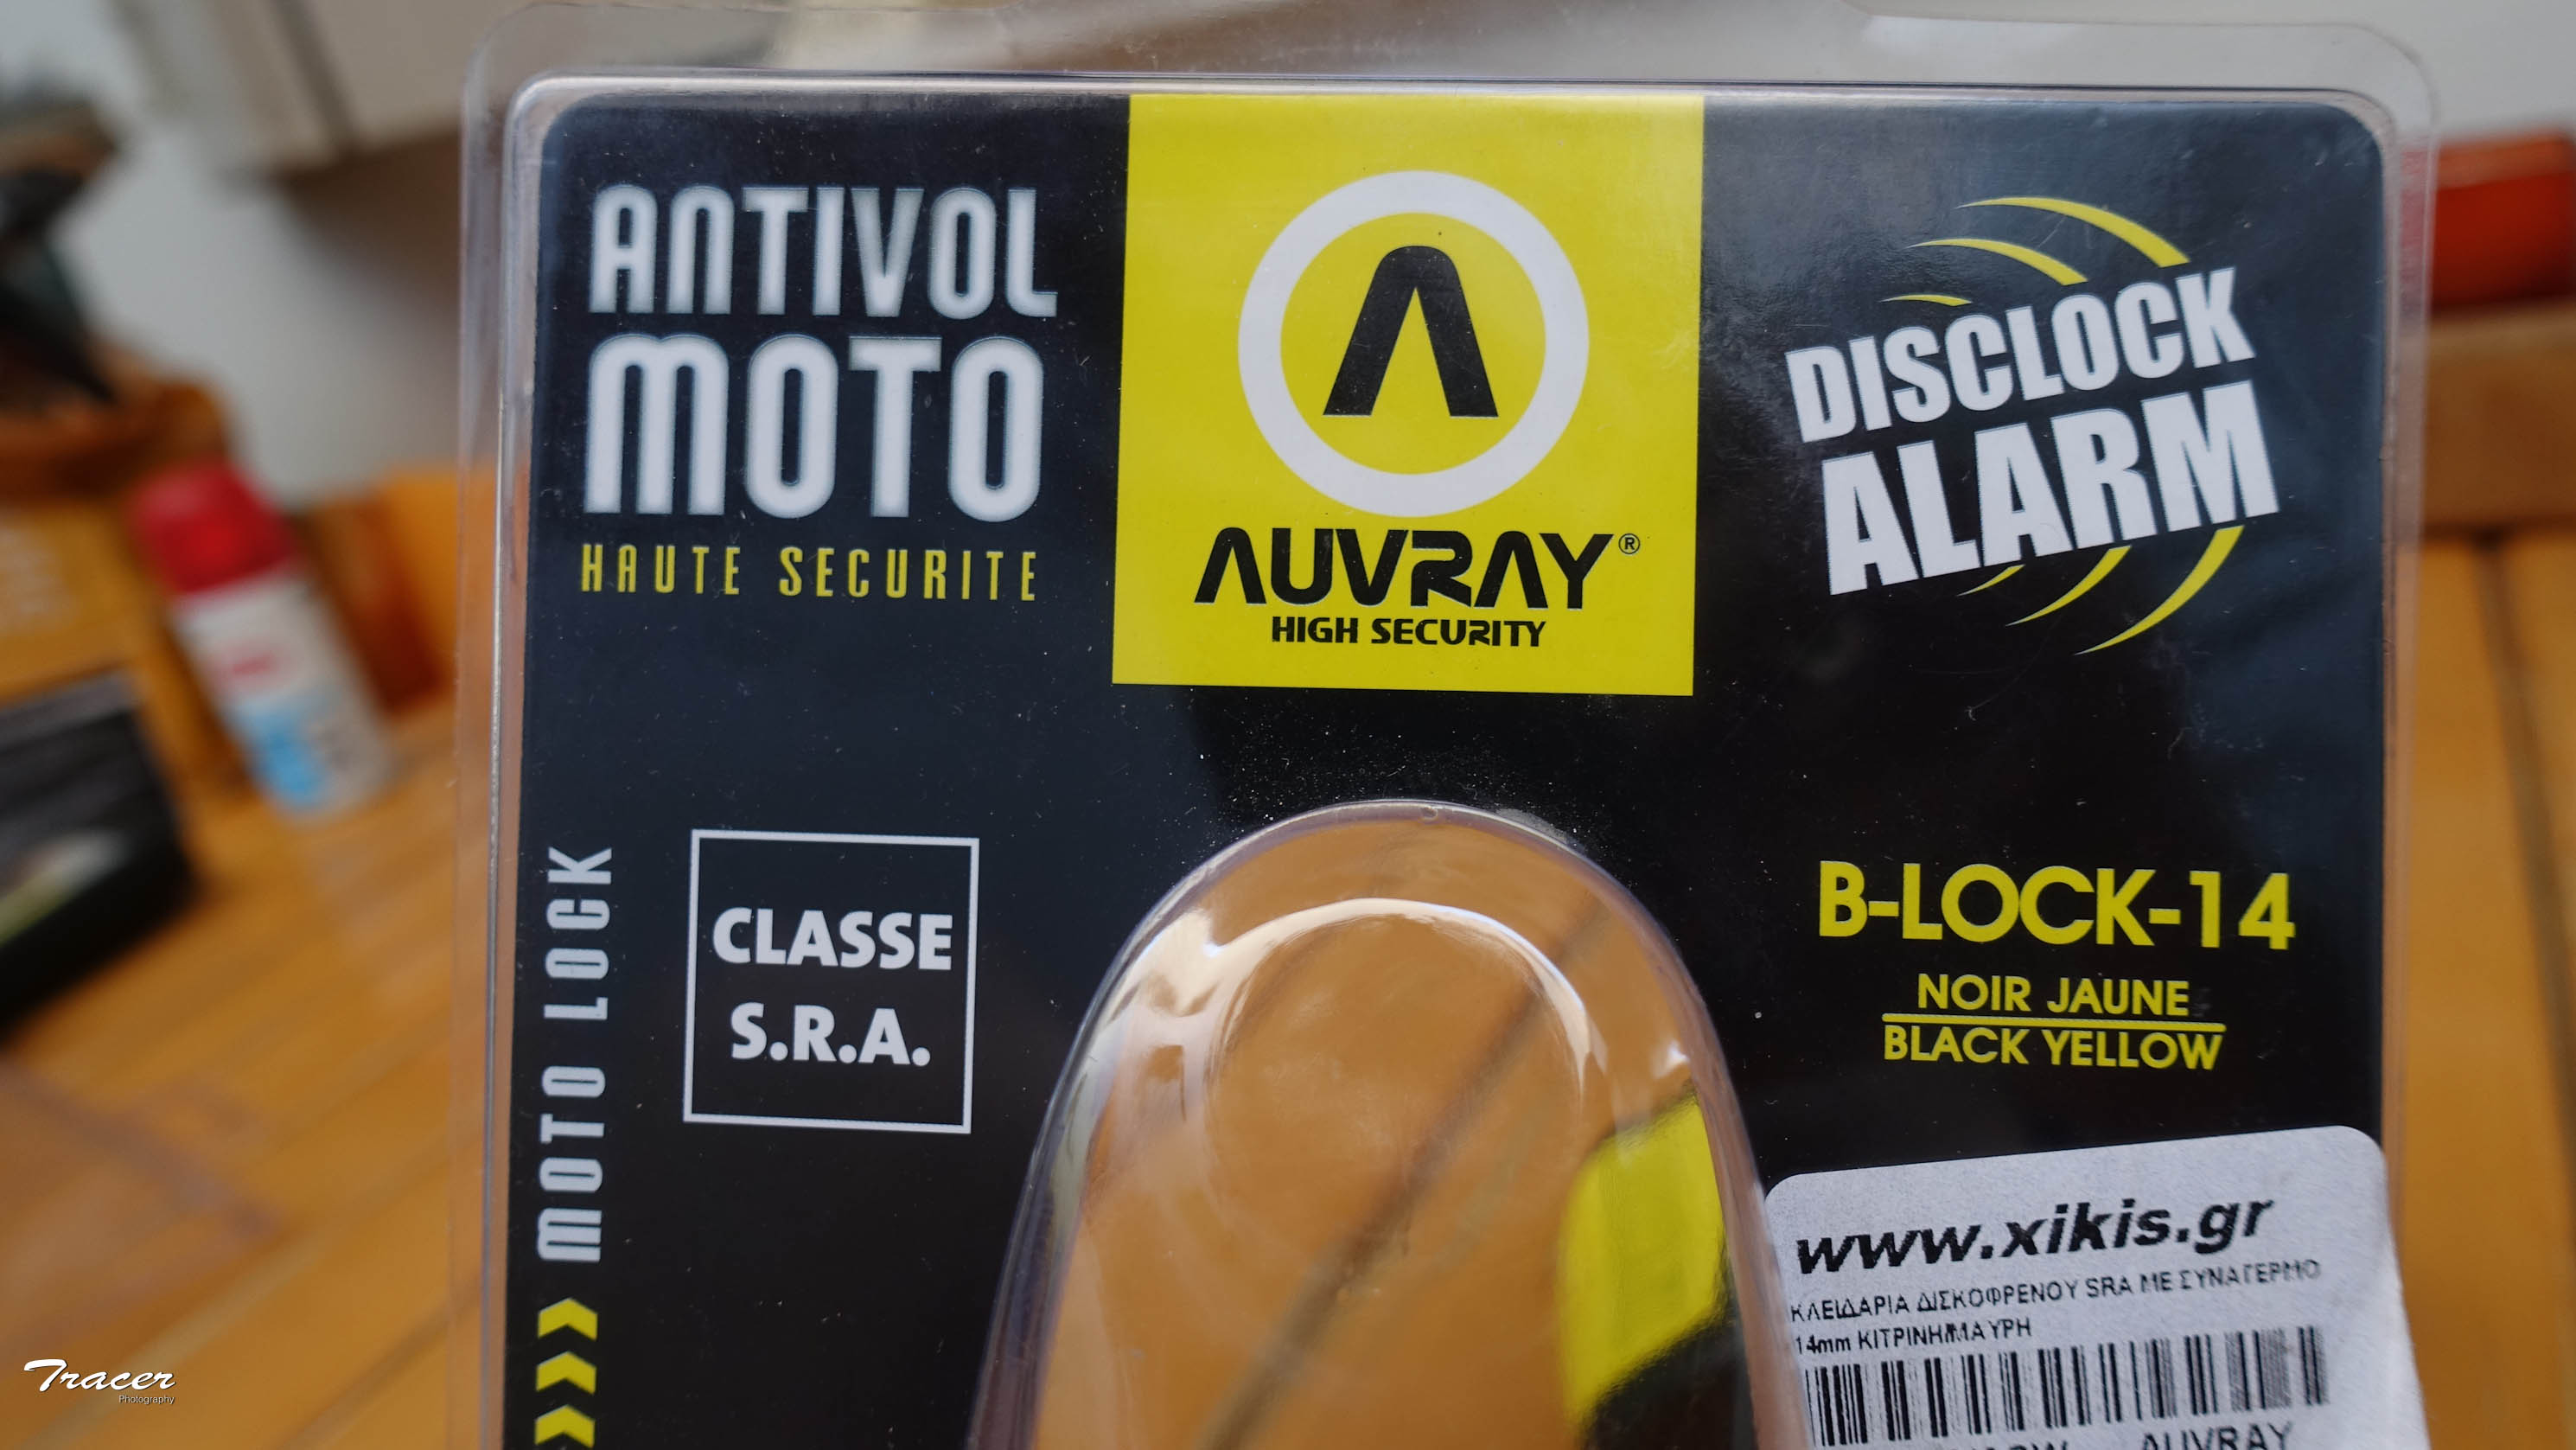 ANTIVOL
MOTO
HAUTE SECURITE
AUVRAY®
HIGH SECURITY
DISCLOCK
ALARM
MOTO LOCK
CLASSE
S.R.A.
B-LOCK-14
NOIR JAUNE
BLACK YELLOW
www.xikis.gr
ΚΛΕΙΔΑΡΙΑ ΔΙΣΚΟΦΡΕΝΟΥ SRA ΜΕ ΣΥΝΑΓΕΡΜΟ
14mm ΚΙΤΡΙΝΗ/ΜΑΥΡΗ
AUVRAY
Tracer
Photography